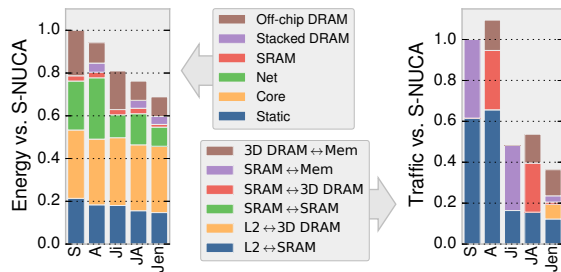 Energy vs. S-NUCA
1.0
0.8
0.6
0.4
0.2
0.0
S
A
Ji
JA
Jen
Off-chip DRAM
Stacked DRAM
SRAM
Net
Core
Static
3D DRAM↔Mem
SRAM↔Mem
SRAM↔3D DRAM
SRAM↔SRAM
L2↔3D DRAM
L2↔SRAM
Traffic vs. S-NUCA
1.0
0.8
0.6
0.4
0.2
0.0
S
A
Ji
JA
Jen